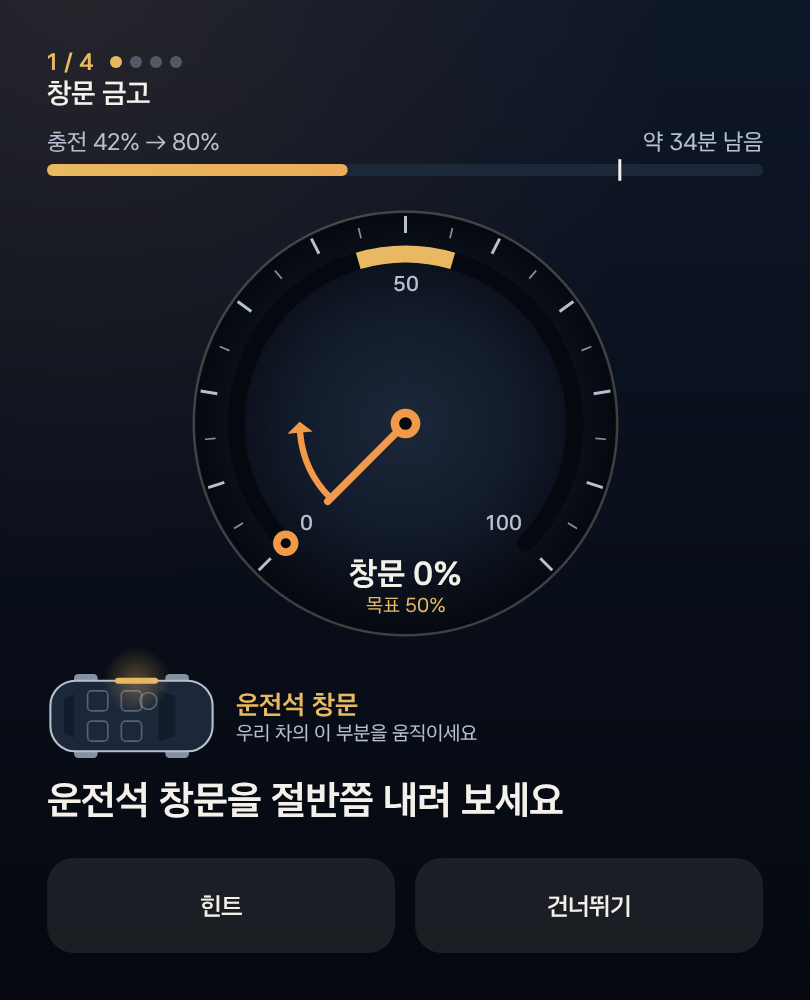 1 / 4
창문 금고
충전 42% → 80%
약 34분 남음
50
0
100
창문 0%
목표 50%
운전석 창문
우리 차의 이 부분을 움직이세요
운전석 창문을 절반쯤 내려 보세요
힌트
건너뛰기